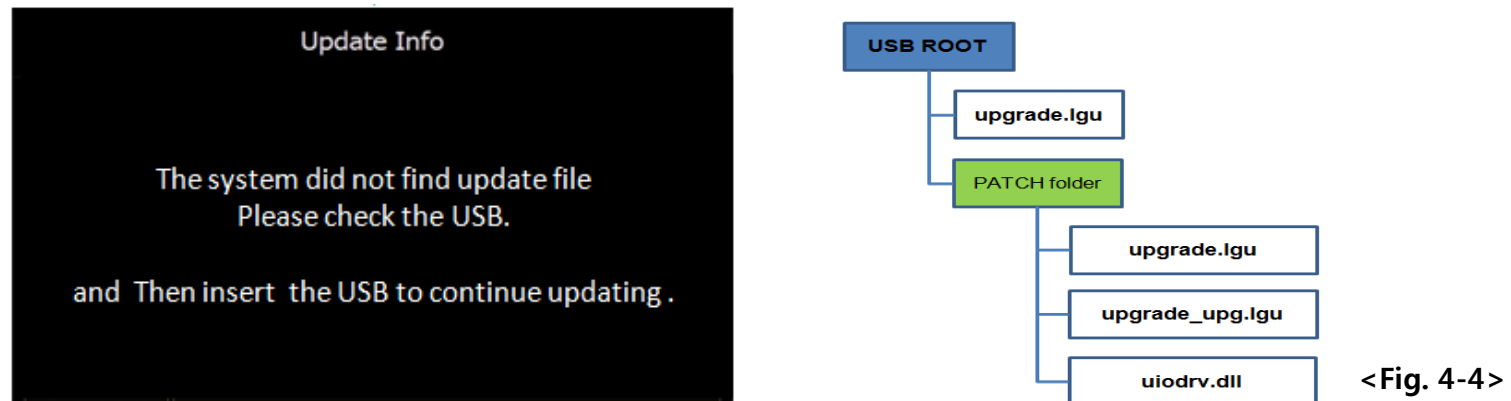 Update Info
The system did not find update file
Please check the USB.
and Then insert the USB to continue updating .
USB ROOT
upgrade.lgu
PATCH folder
upgrade.lgu
upgrade_upg.lgu
uiodrv.dll
<Fig. 4-4>